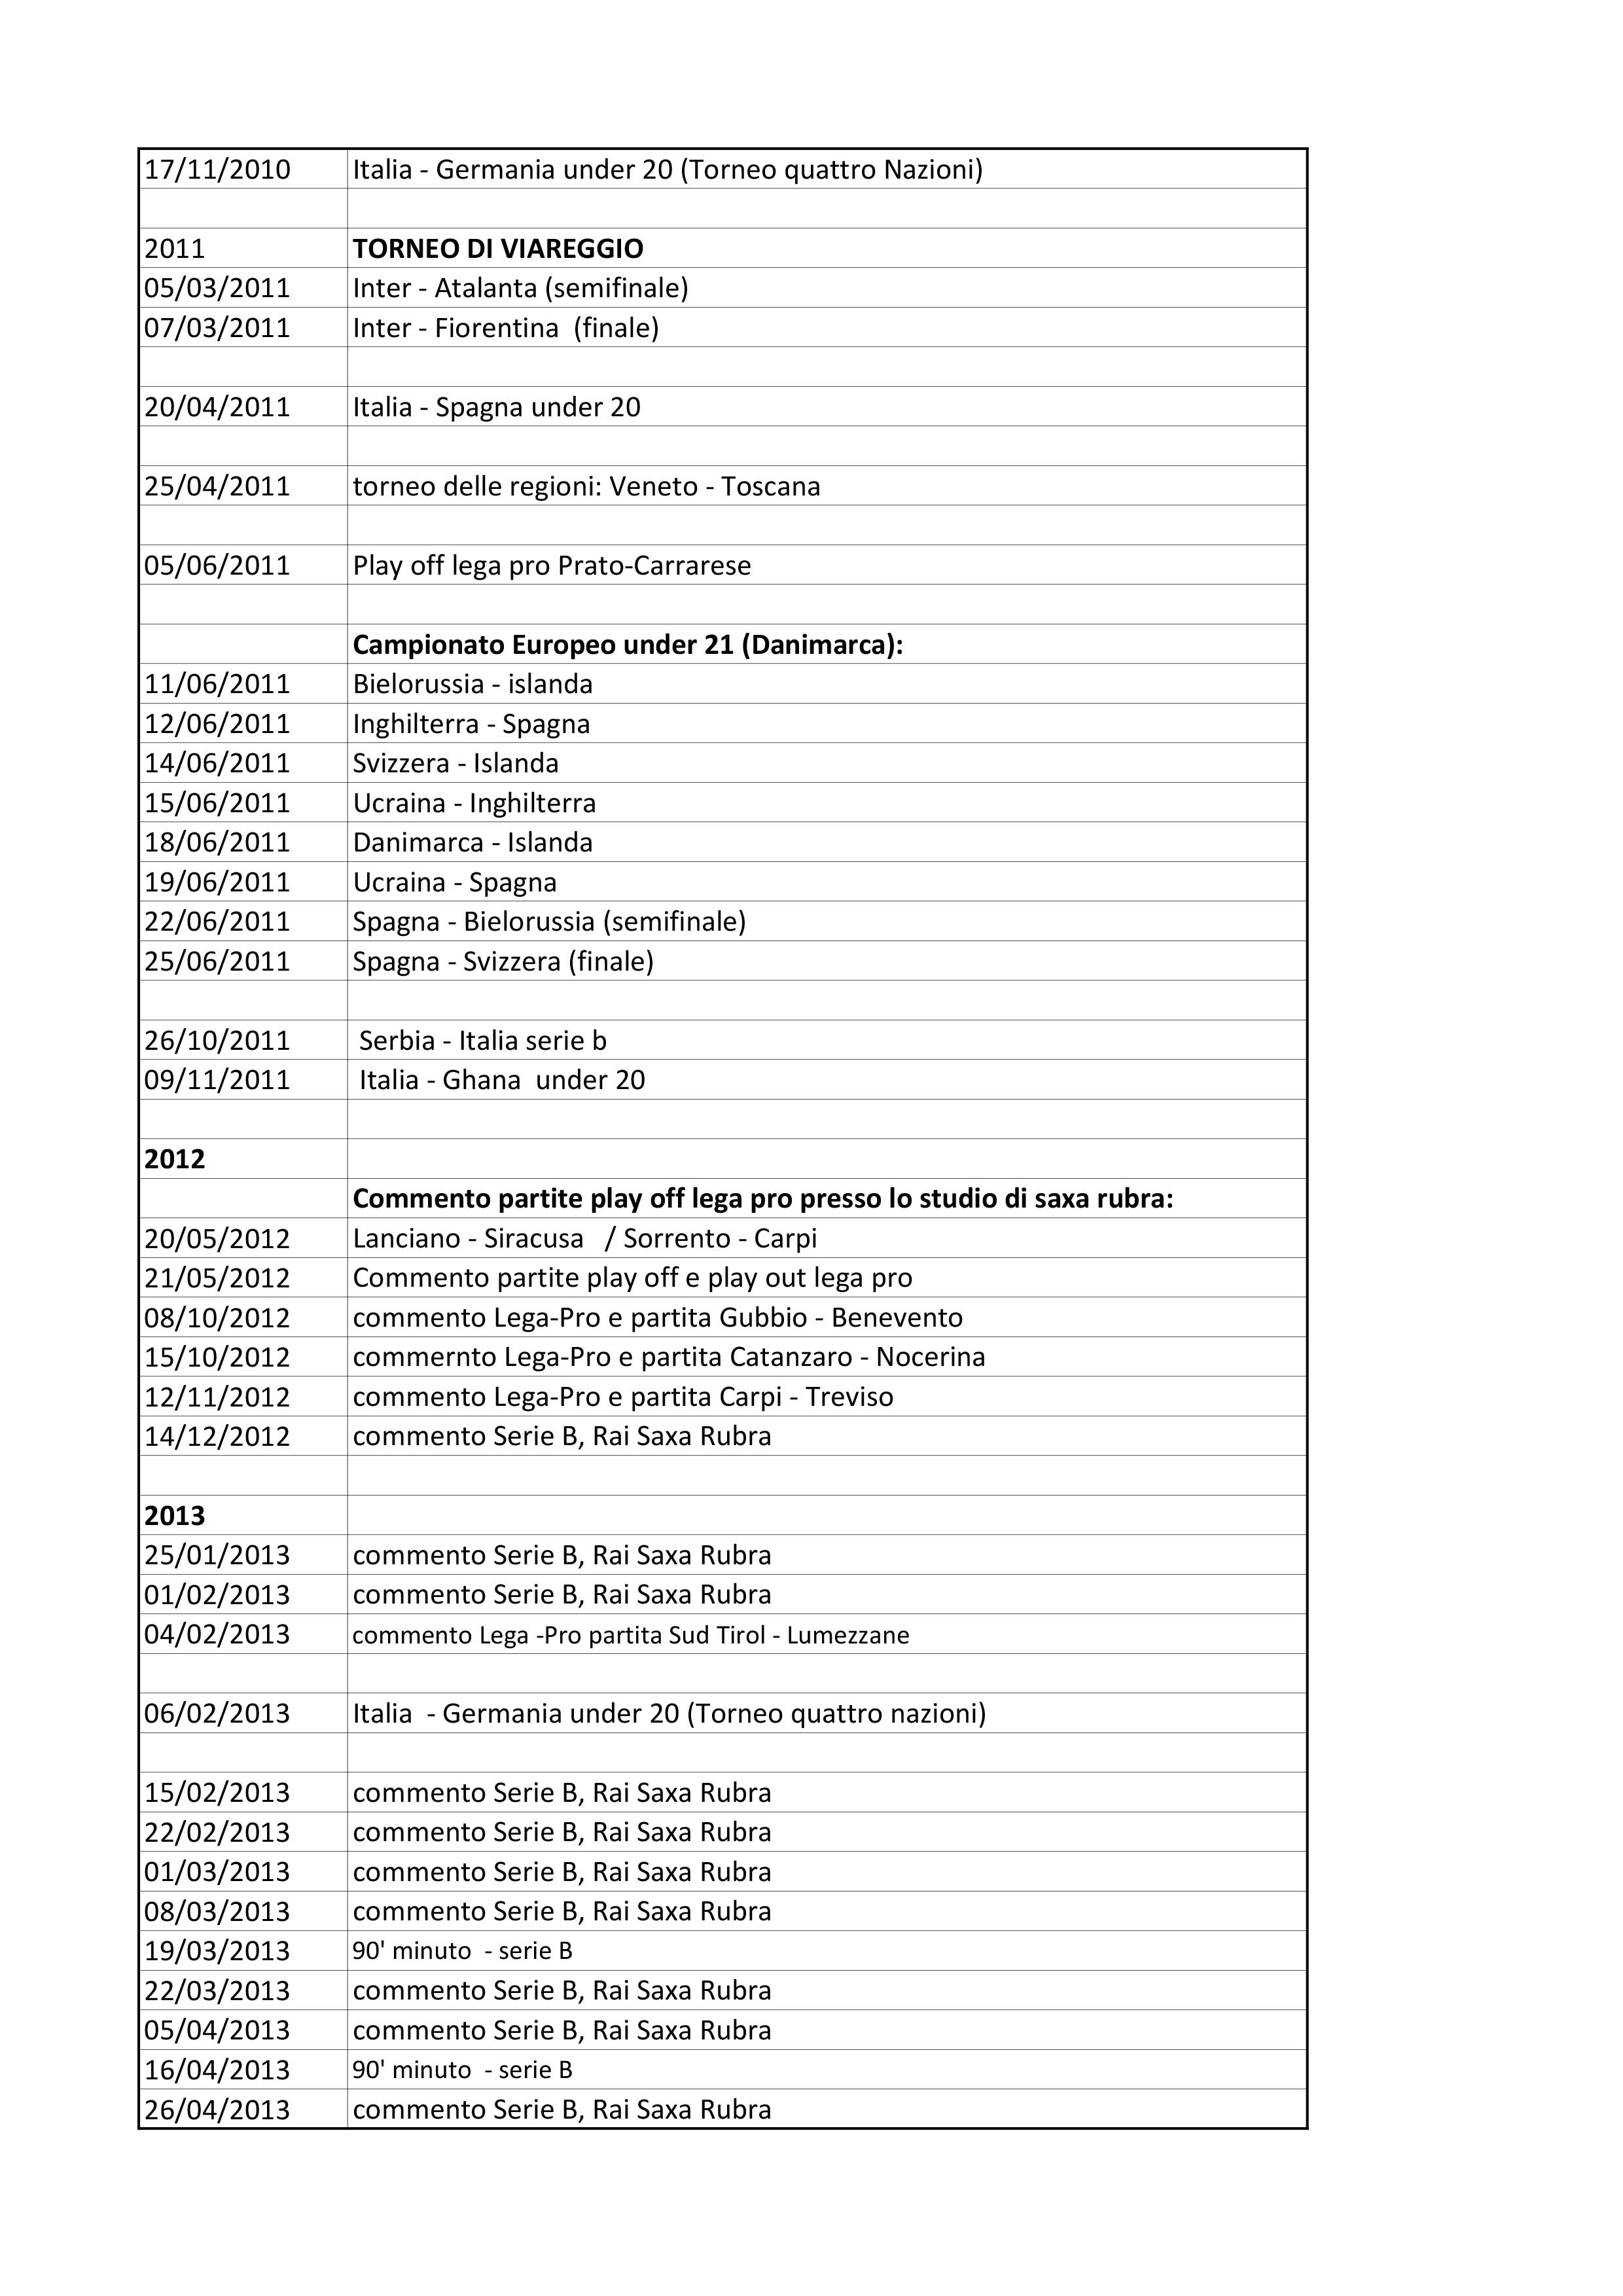 17/11/2010 Italia - Germania under 20 (Torneo quattro Nazioni)
2011 TORNEO DI VIAREGGIO
05/03/2011 Inter - Atalanta (semifinale)
07/03/2011 Inter - Fiorentina  (finale)
20/04/2011 Italia - Spagna under 20
25/04/2011 torneo delle regioni: Veneto - Toscana
05/06/2011 Play off lega pro Prato-Carrarese
Campionato Europeo under 21 (Danimarca):
11/06/2011 Bielorussia - islanda
12/06/2011 Inghilterra - Spagna
14/06/2011 Svizzera - Islanda
15/06/2011 Ucraina - Inghilterra
18/06/2011 Danimarca - Islanda
19/06/2011 Ucraina - Spagna
22/06/2011 Spagna - Bielorussia (semifinale)
25/06/2011 Spagna - Svizzera (finale)
26/10/2011 Serbia - Italia serie b
09/11/2011 Italia - Ghana  under 20
2012
Commento partite play off lega pro presso lo studio di saxa rubra:
20/05/2012 Lanciano - Siracusa   / Sorrento - Carpi
21/05/2012 Commento partite play off e play out lega pro
08/10/2012 commento Lega-Pro e partita Gubbio - Benevento
15/10/2012 commernto Lega-Pro e partita Catanzaro - Nocerina
12/11/2012 commento Lega-Pro e partita Carpi - Treviso
14/12/2012 commento Serie B, Rai Saxa Rubra
2013
25/01/2013 commento Serie B, Rai Saxa Rubra
01/02/2013 commento Serie B, Rai Saxa Rubra
04/02/2013 commento Lega -Pro partita Sud Tirol - Lumezzane
06/02/2013 Italia  - Germania under 20 (Torneo quattro nazioni)
15/02/2013 commento Serie B, Rai Saxa Rubra
22/02/2013 commento Serie B, Rai Saxa Rubra
01/03/2013 commento Serie B, Rai Saxa Rubra
08/03/2013 commento Serie B, Rai Saxa Rubra
19/03/2013 90' minuto  - serie B
22/03/2013 commento Serie B, Rai Saxa Rubra
05/04/2013 commento Serie B, Rai Saxa Rubra
16/04/2013 90' minuto  - serie B
26/04/2013 commento Serie B, Rai Saxa Rubra